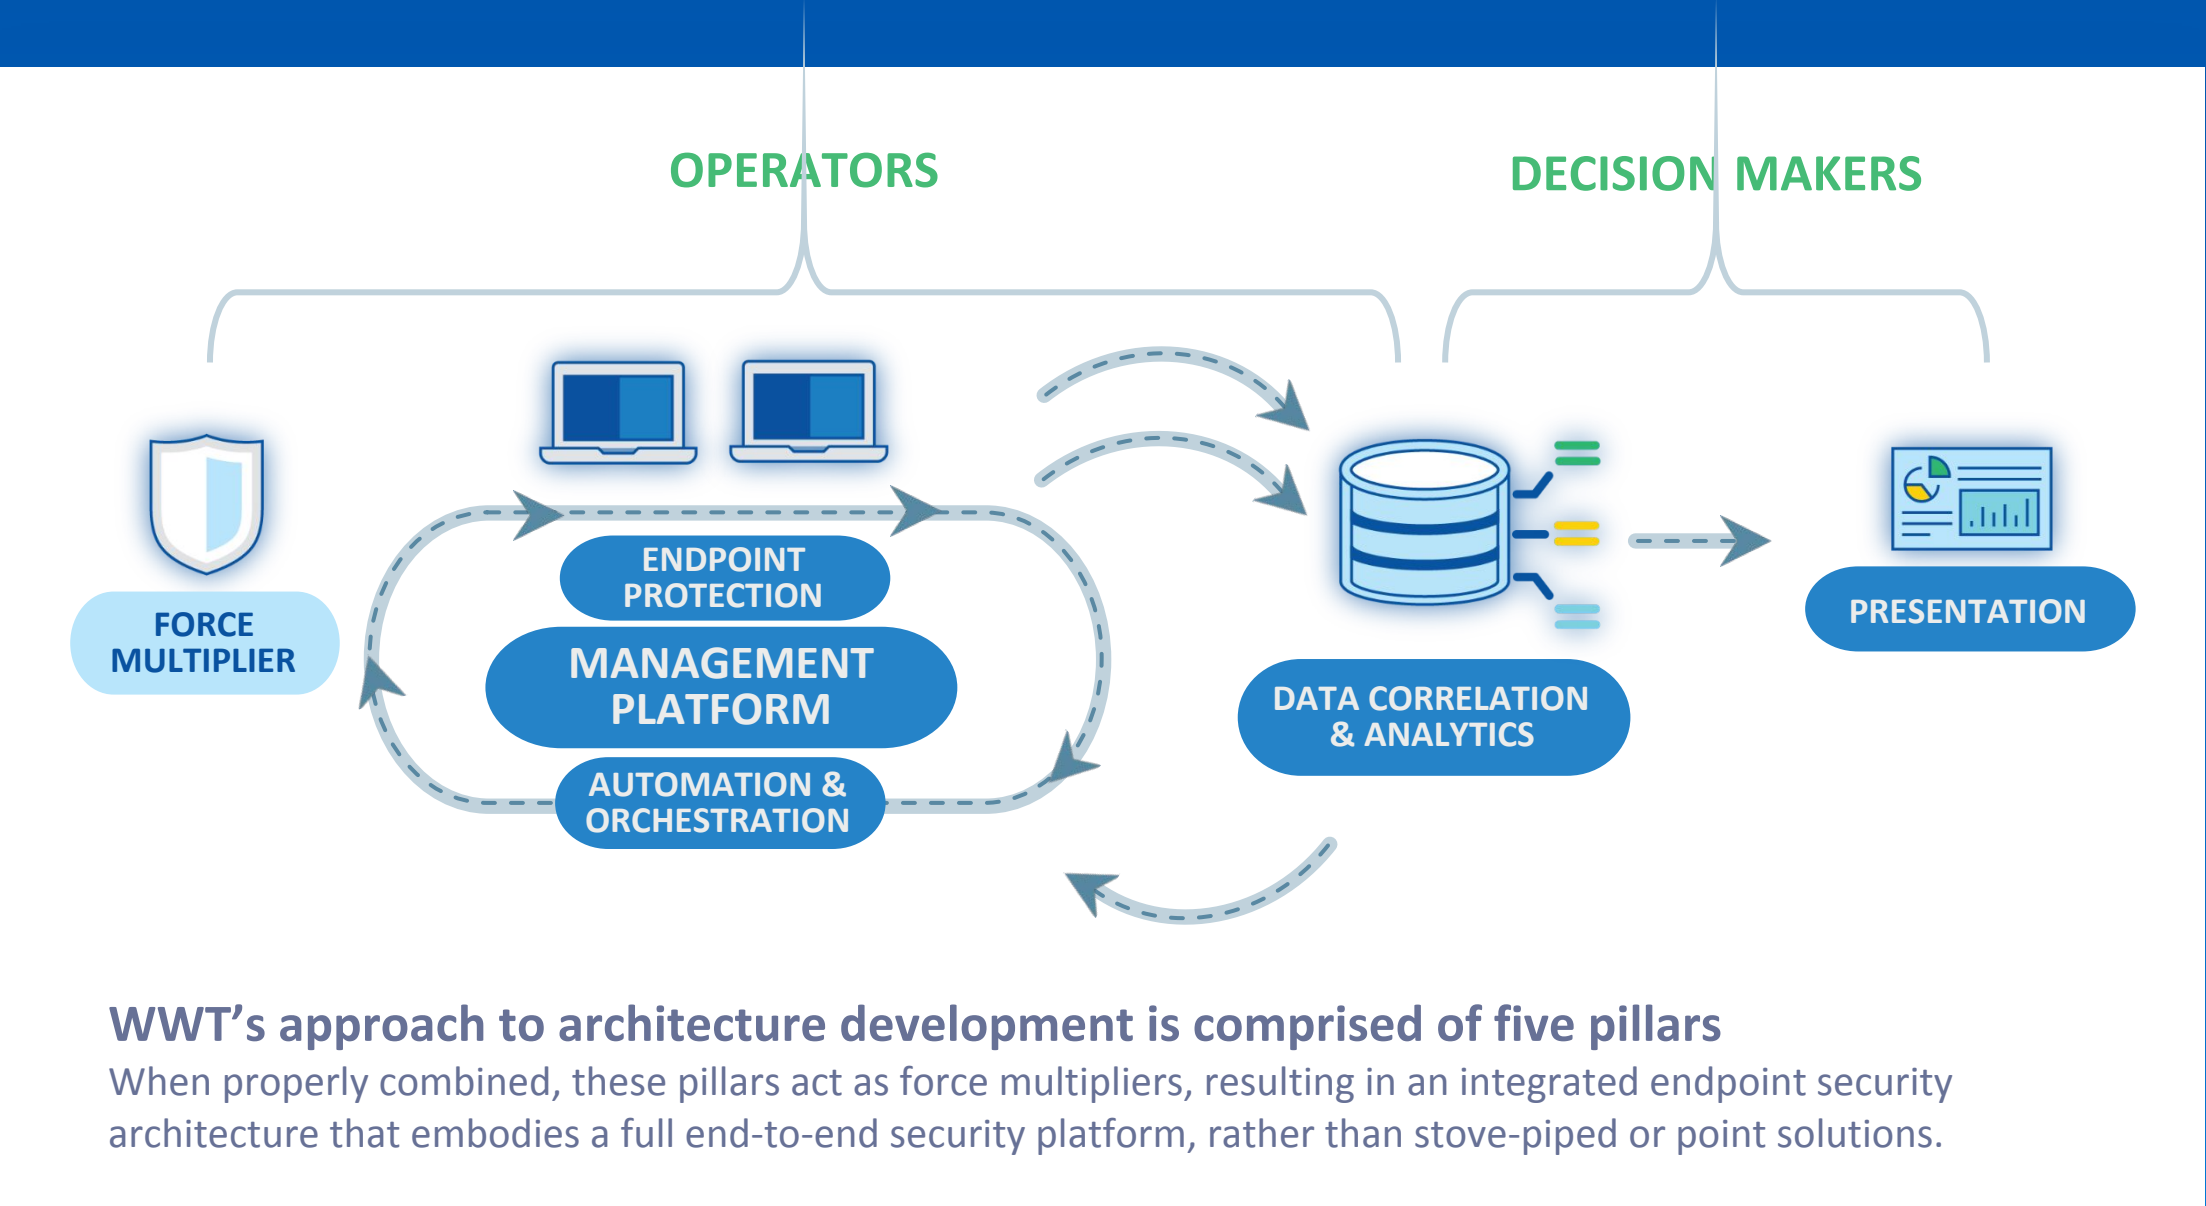 OPERATORS
DECISION MAKERS
FORCE
MULTIPLIER
ENDPOINT
PROTECTION
MANAGEMENT
PLATFORM
AUTOMATION &
ORCHESTRATION
DATA CORRELATION
& ANALYTICS
PRESENTATION
WWT’s approach to architecture development is comprised of five pillars
When properly combined, these pillars act as force multipliers, resulting in an integrated endpoint security
architecture that embodies a full end-to-end security platform, rather than stove-piped or point solutions.